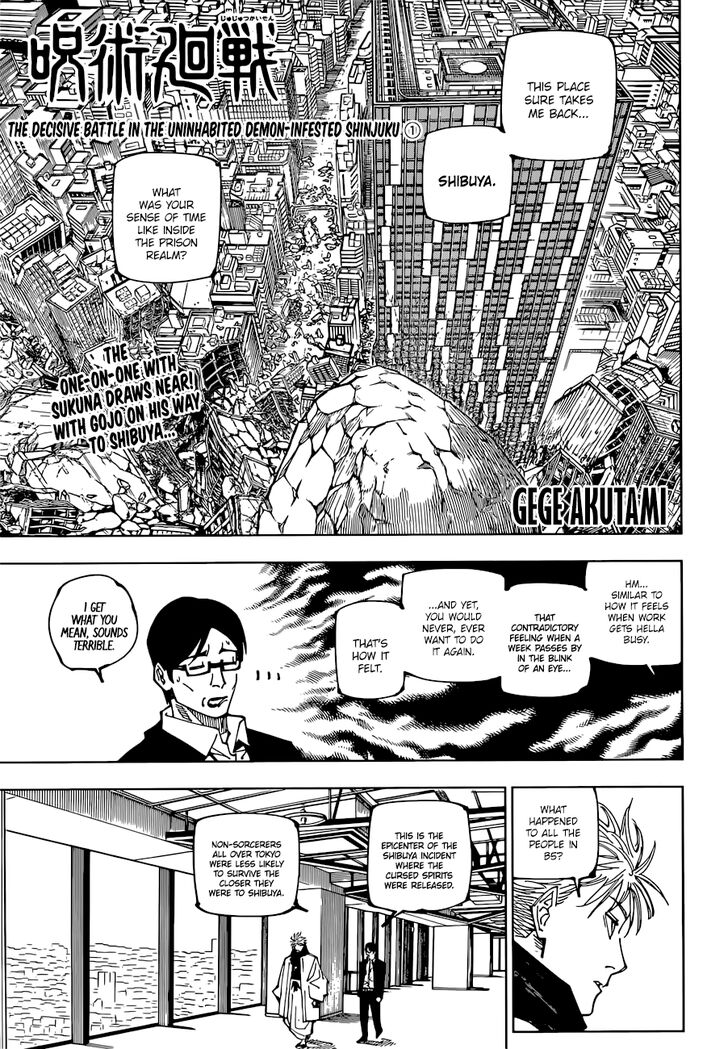 じゅじゅつかいせん
呪術廻戦
THE DECISIVE BATTLE IN THE UNINHABITED DEMON-INFESTED SHINJUKU ①
THIS PLACE
SURE TAKES
ME BACK...
SHIBUYA.
WHAT
WAS YOUR
SENSE OF TIME
LIKE INSIDE
THE PRISON
REALM?
THE
ONE-ON-ONE WITH
SUKUNA DRAWS NEAR!
WITH GOJO ON HIS WAY
TO SHIBUYA...
GEGE AKUTAMI
HM...
SIMILAR TO
HOW IT FEELS
WHEN WORK
GETS HELLA
BUSY.
THAT
CONTRADICTORY
FEELING WHEN A
WEEK PASSES BY
IN THE BLINK
OF AN EYE...
...AND YET,
YOU WOULD
NEVER, EVER
WANT TO DO
IT AGAIN.
THAT'S
HOW IT
FELT.
I GET
WHAT YOU
MEAN, SOUNDS
TERRIBLE.
WHAT
HAPPENED
TO ALL
THE
PEOPLE IN
B5?
THIS IS THE
EPICENTER OF THE
SHIBUYA INCIDENT
WHERE THE
CURSED SPIRITS
WERE RELEASED.
NON-SORCERERS
ALL OVER TOKYO
WERE LESS LIKELY
TO SURVIVE
THE CLOSER THEY
WERE TO SHIBUYA.